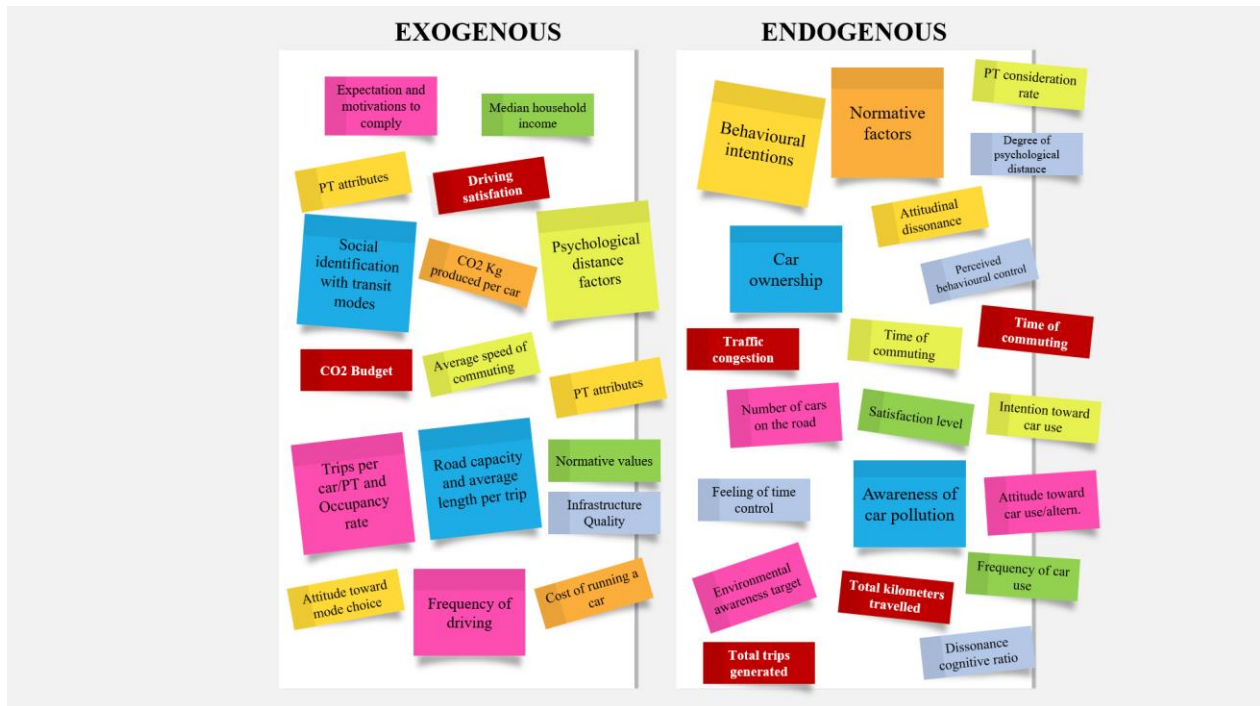 EXOGENOUS
Expectation and
motivations to
comply
Median household
income
PT attributes
Driving
satisfaction
Social
identification
with transit
modes
CO2 Kg
produced per car
Psychological
distance
factors
CO2 Budget
Average speed of
commuting
PT attributes
Trips per
car/PT and
Occupancy
rate
Road capacity
and average
length per trip
Normative values
Infrastructure
Quality
Attitude toward
mode choice
Frequency of
driving
Cost of running a
car
ENDOGENOUS
Behavioural
intentions
Normative
factors
PT consideration
rate
Degree of
psychological
distance
Attitudinal
dissonance
Car
ownership
Perceived
behavioural control
Traffic
congestion
Time of
commuting
Time of
commuting
Number of cars
on the road
Satisfaction level
Intention toward
car use
Feeling of time
control
Awareness of
car pollution
Attitude toward
car use/altern.
Environmental
awareness target
Total kilometers
travelled
Frequency of car
use
Total trips
generated
Dissonance
cognitive ratio